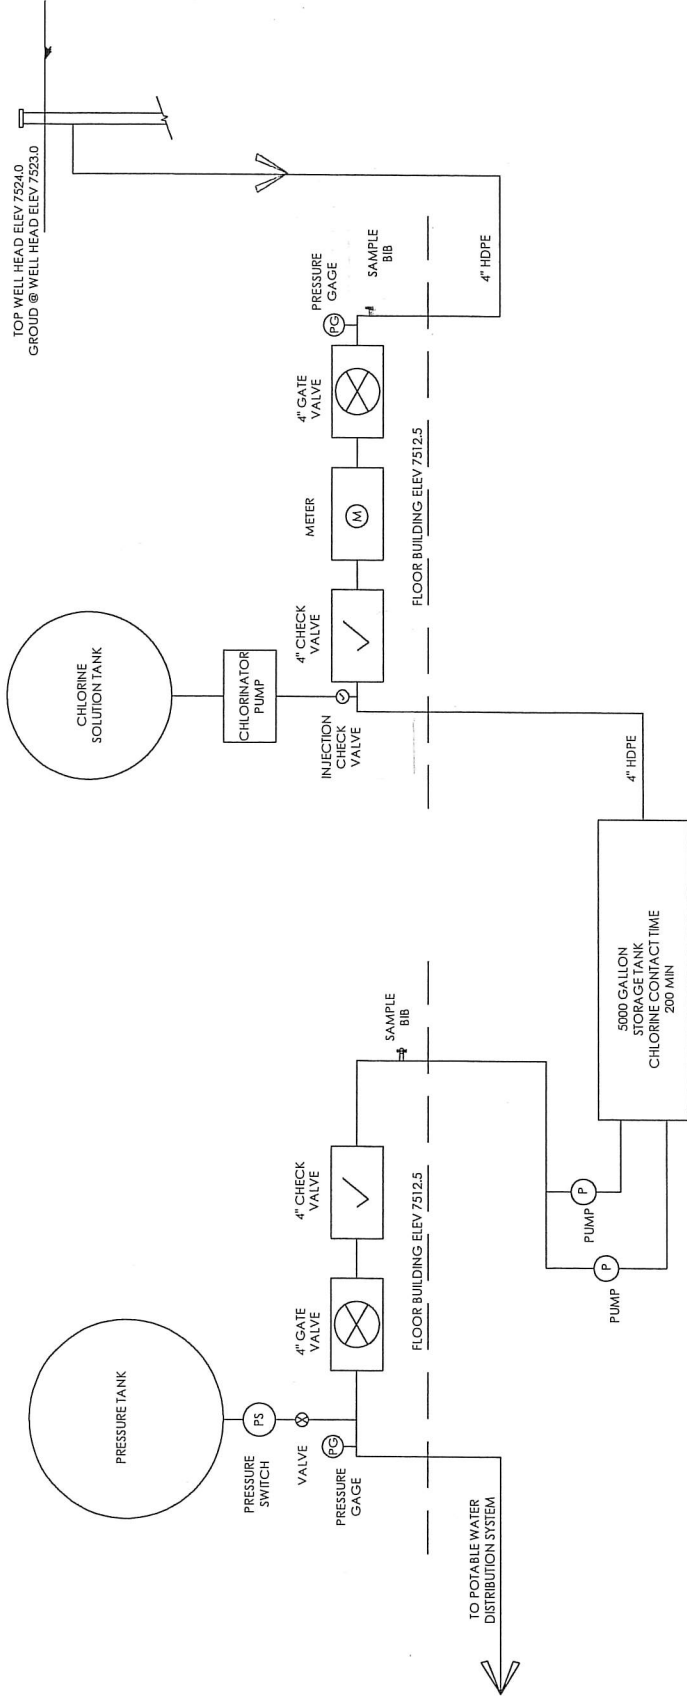 TOP WELL HEAD ELEV 7524.0
GROUD @ WELL HEAD ELEV 7523.0
PRESSURE TANK
PS
PRESSURE
SWITCH
VALVE
PG
PRESSURE
GAGE
4" GATE
VALVE
4" CHECK
VALVE
SAMPLE
BIB
FLOOR BUILDING ELEV 7512.5
TO POTABLE WATER
DISTRIBUTION SYSTEM
P
PUMP
P
PUMP
5000 GALLON
STORAGE TANK
CHLORINE CONTACT TIME
200 MIN
4" HDPE
CHLORINE
SOLUTION TANK
CHLORINATOR
PUMP
INJECTION
CHECK
VALVE
4" CHECK
VALVE
METER
M
4" GATE
VALVE
PRESSURE
GAGE
PG
SAMPLE
BIB
FLOOR BUILDING ELEV 7512.5
4" HDPE